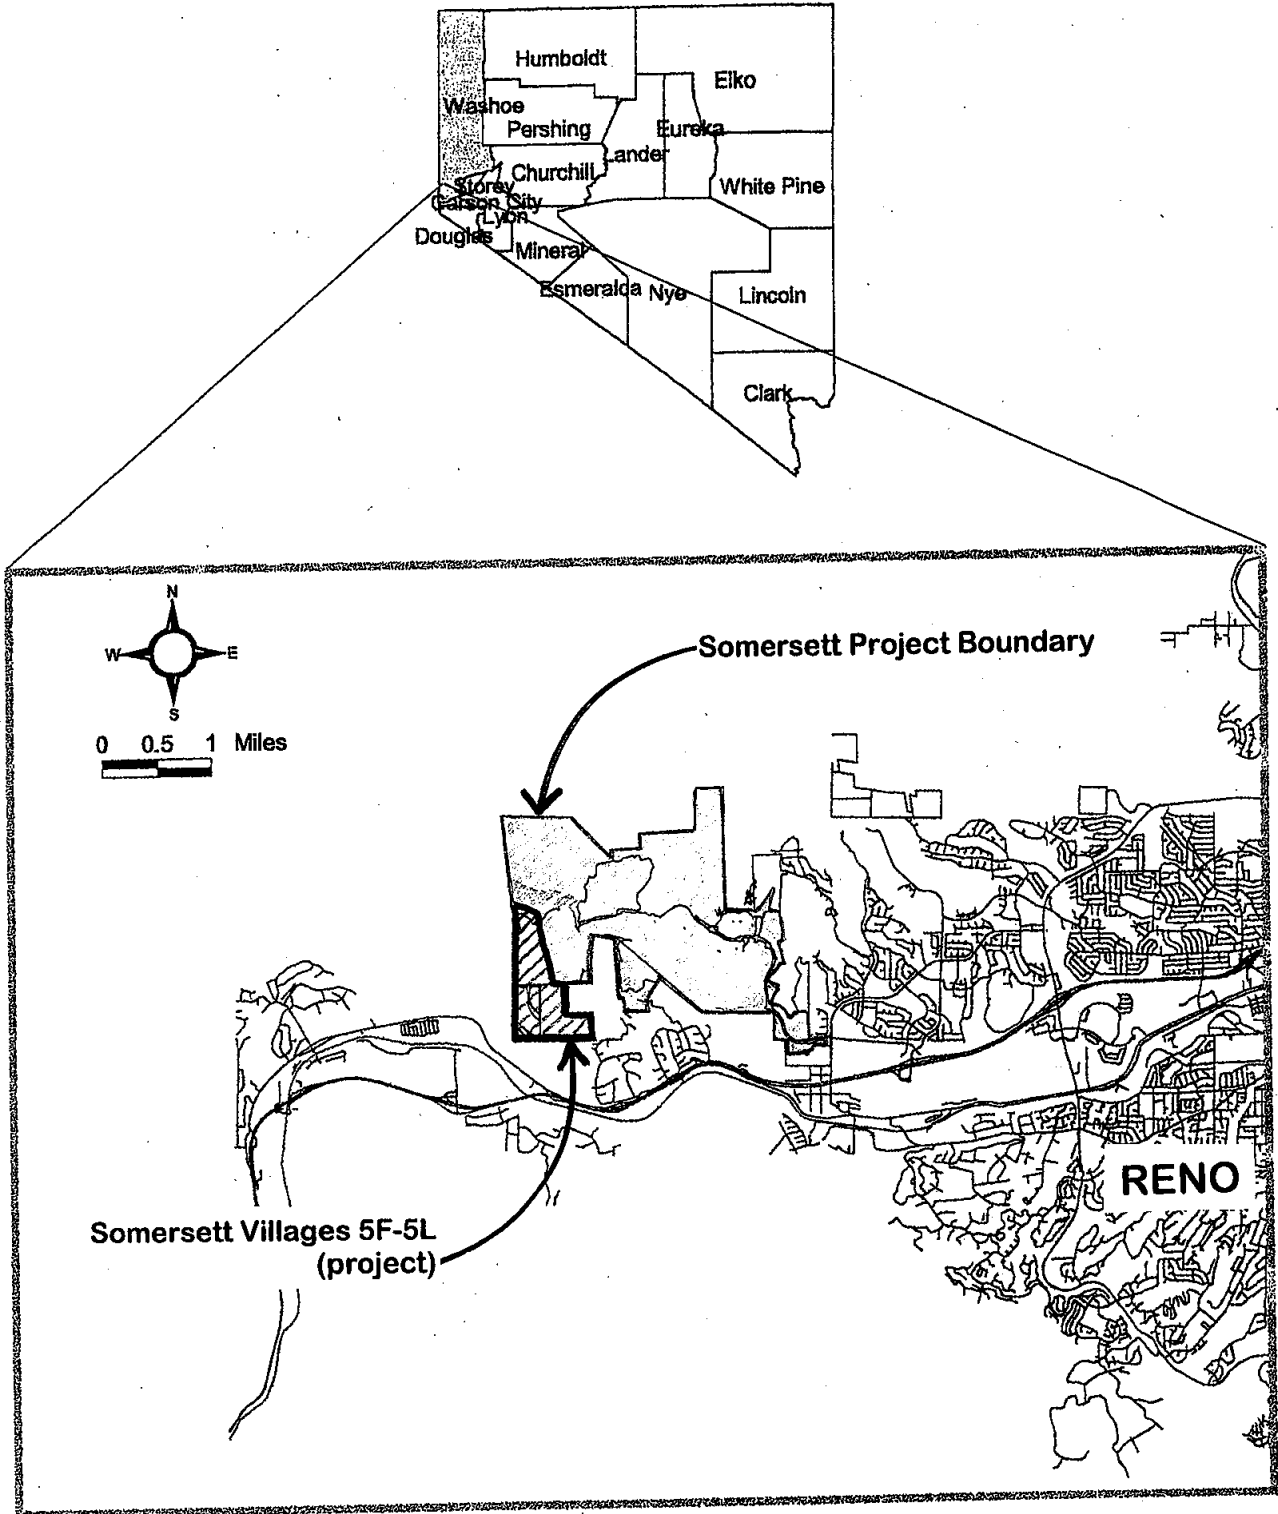 Humboldt
Elko
Washoe
Pershing
Eureka
Lander
Churchill
White Pine
Storey
Carson City
Lyon
Douglas
Mineral
Esmeralda
Nye
Lincoln
Clark
N
W
E
S
0 0.5 1 Miles
Somersett Project Boundary
RENO
Somersett Villages 5F-5L
(project)